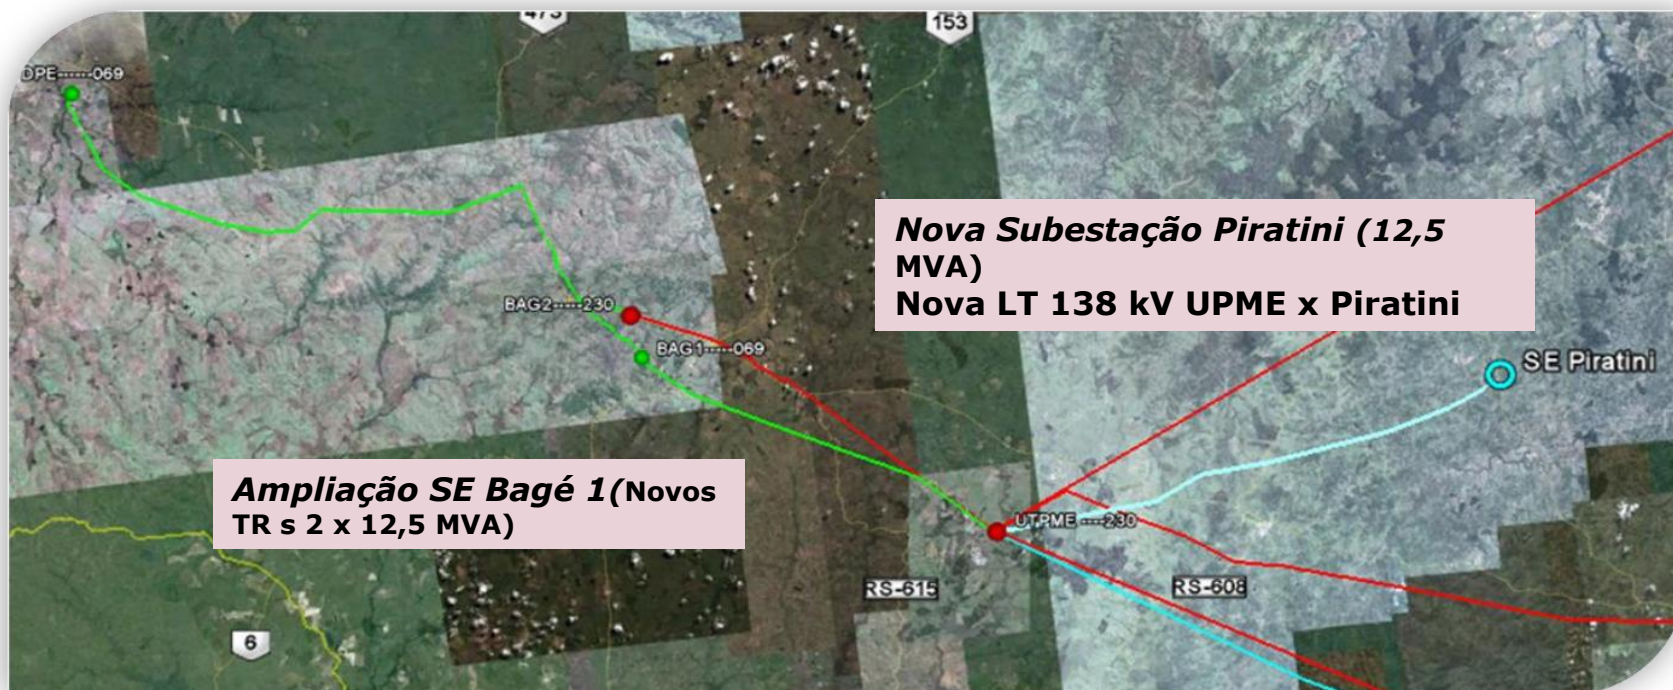 153
DPE------069
Nova Subestação Piratini (12,5
MVA)
Nova LT 138 kV UPME x Piratini
BAG2-----230
BAG1-----069
SE Piratini
Ampliação SE Bagé 1(Novos
TR s 2 x 12,5 MVA)
UTPME ----230
RS-615
RS-608
6